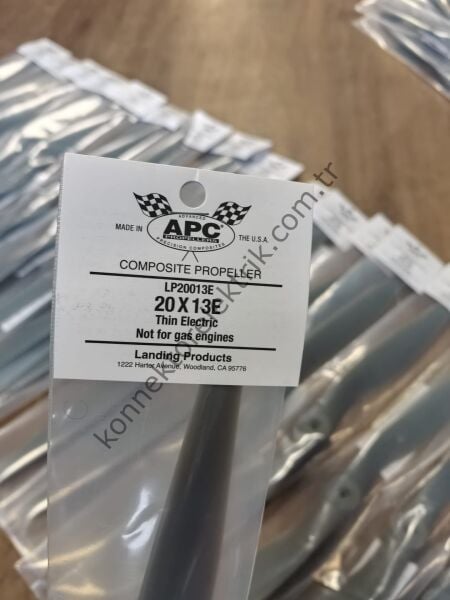 ADVANCED
MADE IN APC THE U.S.A.
PROPELLERS
PRECISION COMPOSITES
COMPOSITE PROPELLER
LP20013E
20 X 13E
Thin Electric
Not for gas engines
Landing Products
1222 Harter Avenue, Woodland, CA 95776
konnektorelektrik.com.tr